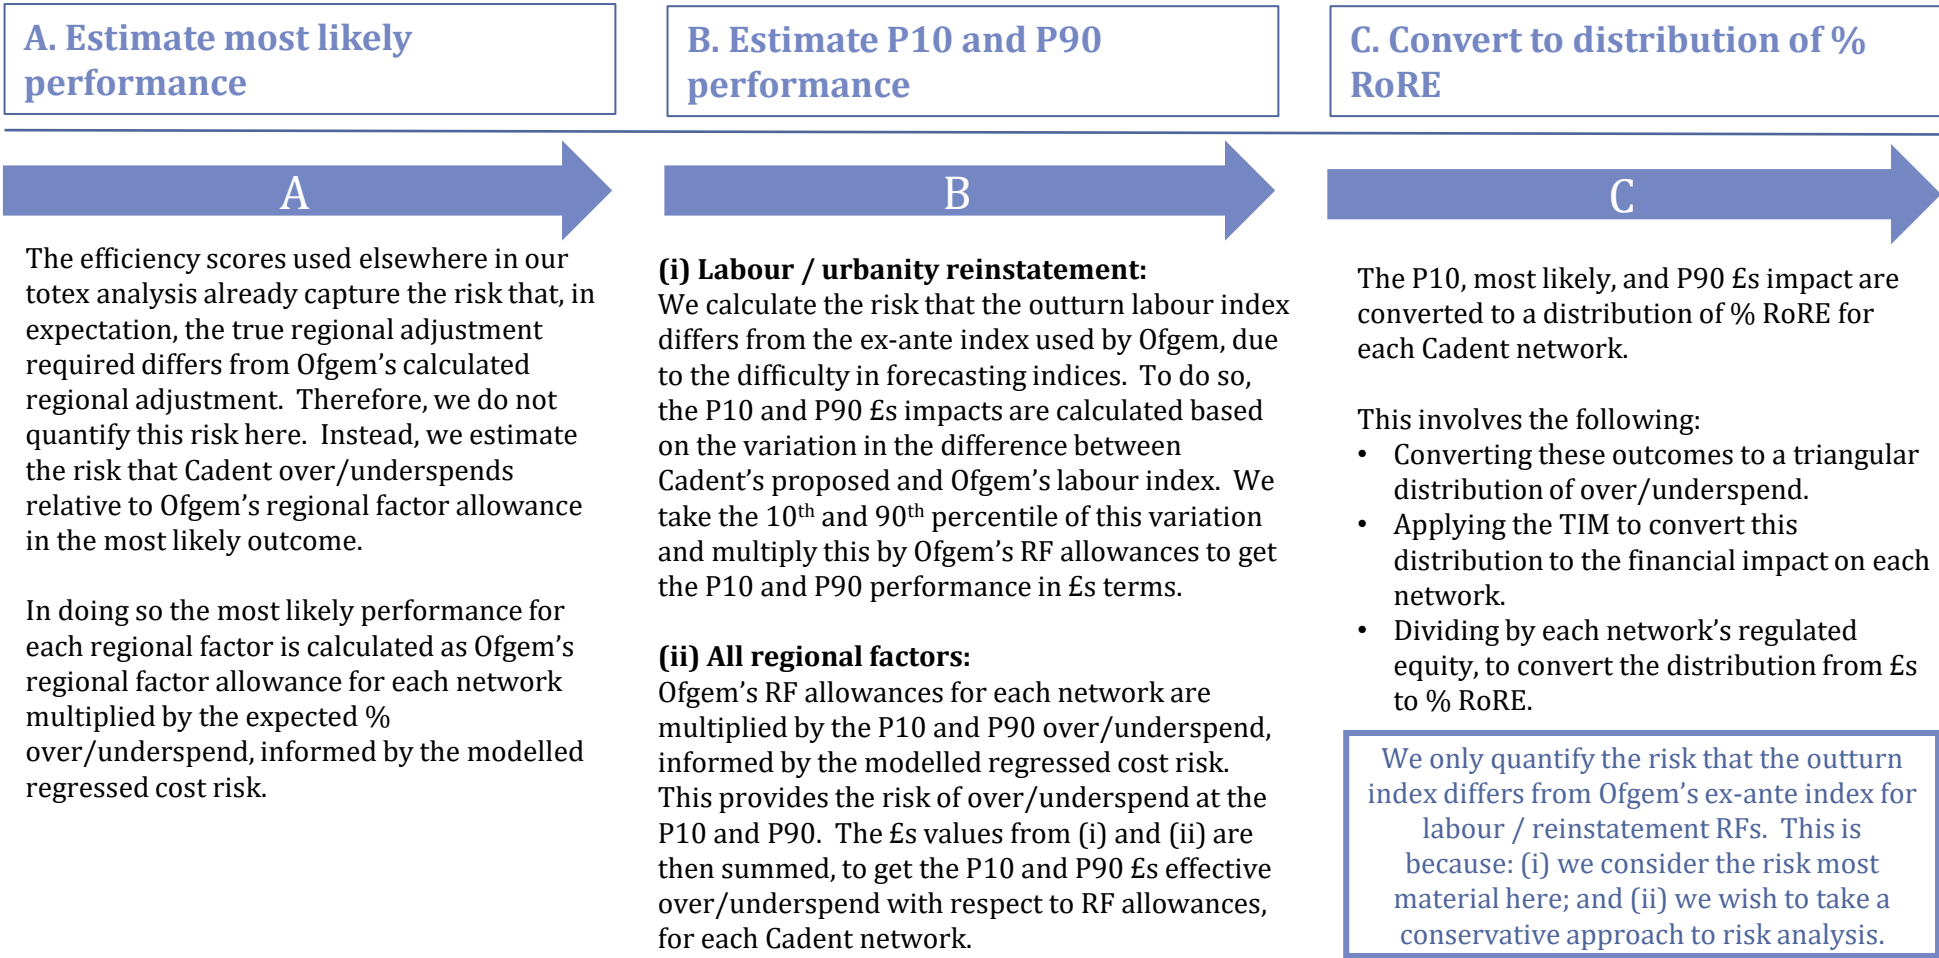 A. Estimate most likely
performance
B. Estimate P10 and P90
performance
C. Convert to distribution of %
RoRE
A
B
C
The efficiency scores used elsewhere in our
totex analysis already capture the risk that, in
expectation, the true regional adjustment
required differs from Ofgem's calculated
regional adjustment.  Therefore, we do not
quantify this risk here.  Instead, we estimate
the risk that Cadent over/underspends
relative to Ofgem's regional factor allowance
in the most likely outcome.
In doing so the most likely performance for
each regional factor is calculated as Ofgem's
regional factor allowance for each network
multiplied by the expected %
over/underspend, informed by the modelled
regressed cost risk.
(i) Labour / urbanity reinstatement:
We calculate the risk that the outturn labour index
differs from the ex-ante index used by Ofgem, due
to the difficulty in forecasting indices.  To do so,
the P10 and P90 £s impacts are calculated based
on the variation in the difference between
Cadent's proposed and Ofgem's labour index.  We
take the 10th and 90th percentile of this variation
and multiply this by Ofgem's RF allowances to get
the P10 and P90 performance in £s terms.
(ii) All regional factors:
Ofgem's RF allowances for each network are
multiplied by the P10 and P90 over/underspend,
informed by the modelled regressed cost risk.
This provides the risk of over/underspend at the
P10 and P90.  The £s values from (i) and (ii) are
then summed, to get the P10 and P90 £s effective
over/underspend with respect to RF allowances,
for each Cadent network.
The P10, most likely, and P90 £s impact are
converted to a distribution of % RoRE for
each Cadent network.
This involves the following:
• Converting these outcomes to a triangular
distribution of over/underspend.
• Applying the TIM to convert this
distribution to the financial impact on each
network.
• Dividing by each network's regulated
equity, to convert the distribution from £s
to % RoRE.
We only quantify the risk that the outturn
index differs from Ofgem's ex-ante index for
labour / reinstatement RFs.  This is
because: (i) we consider the risk most
material here; and (ii) we wish to take a
conservative approach to risk analysis.